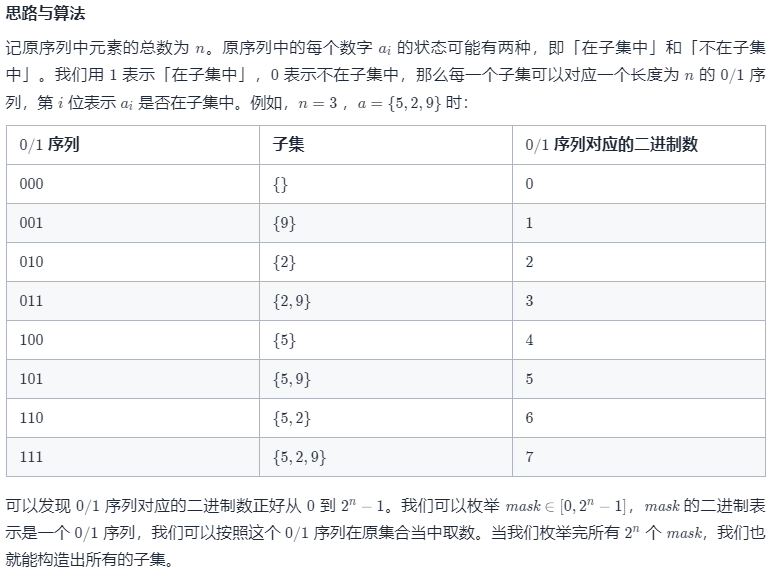 思路与算法
记原序列中元素的总数为 n。原序列中的每个数字 aᵢ 的状态可能有两种，即「在子集中」和「不在子集
中」。我们用 1 表示「在子集中」，0 表示不在子集中，那么每一个子集可以对应一个长度为 n 的 0/1 序
列，第 i 位表示 aᵢ 是否在子集中。例如，n = 3 ，a = {5, 2, 9} 时：
0/1 序列 子集 0/1 序列对应的二进制数
000 {} 0
001 {9} 1
010 {2} 2
011 {2, 9} 3
100 {5} 4
101 {5, 9} 5
110 {5, 2} 6
111 {5, 2, 9} 7
可以发现 0/1 序列对应的二进制数正好从 0 到 2ⁿ − 1。我们可以枚举 mask ∈ [0, 2ⁿ − 1]，mask 的二进制表
示是一个 0/1 序列，我们可以按照这个 0/1 序列在原集合当中取数。当我们枚举完所有 2ⁿ 个 mask，我们也
就能构造出所有的子集。